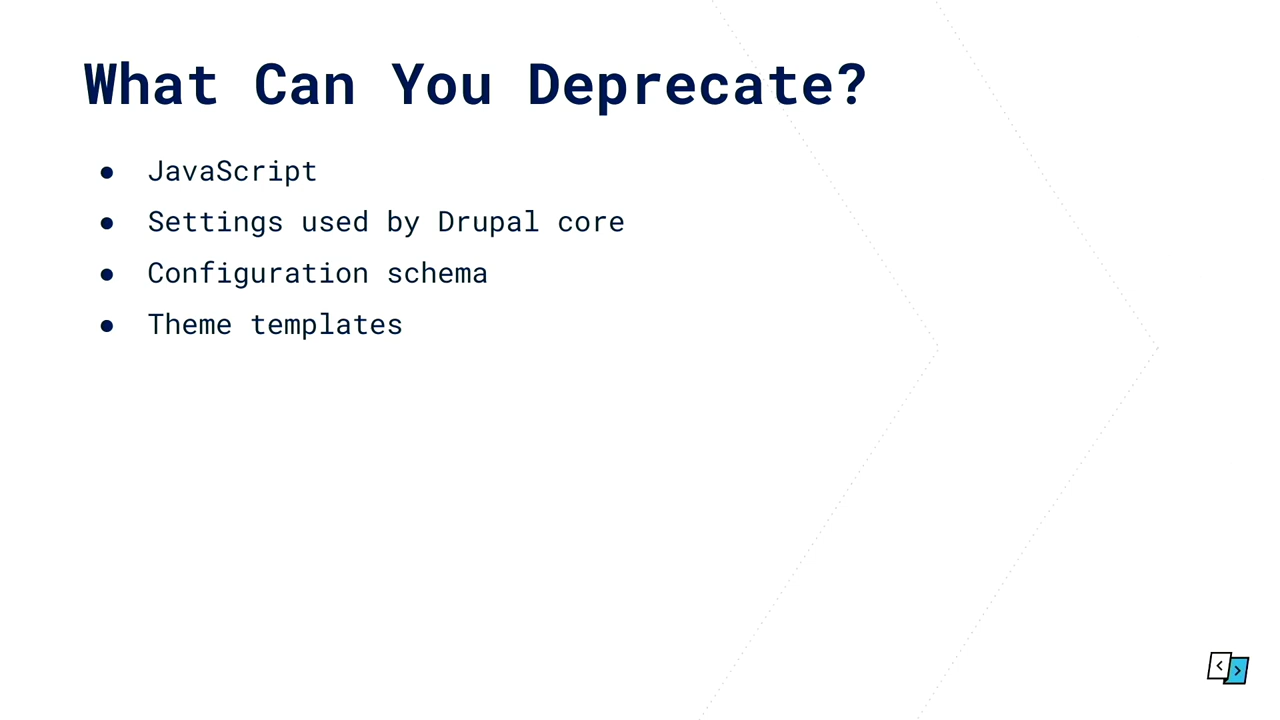 What Can You Deprecate?
● JavaScript
● Settings used by Drupal core
● Configuration schema
● Theme templates